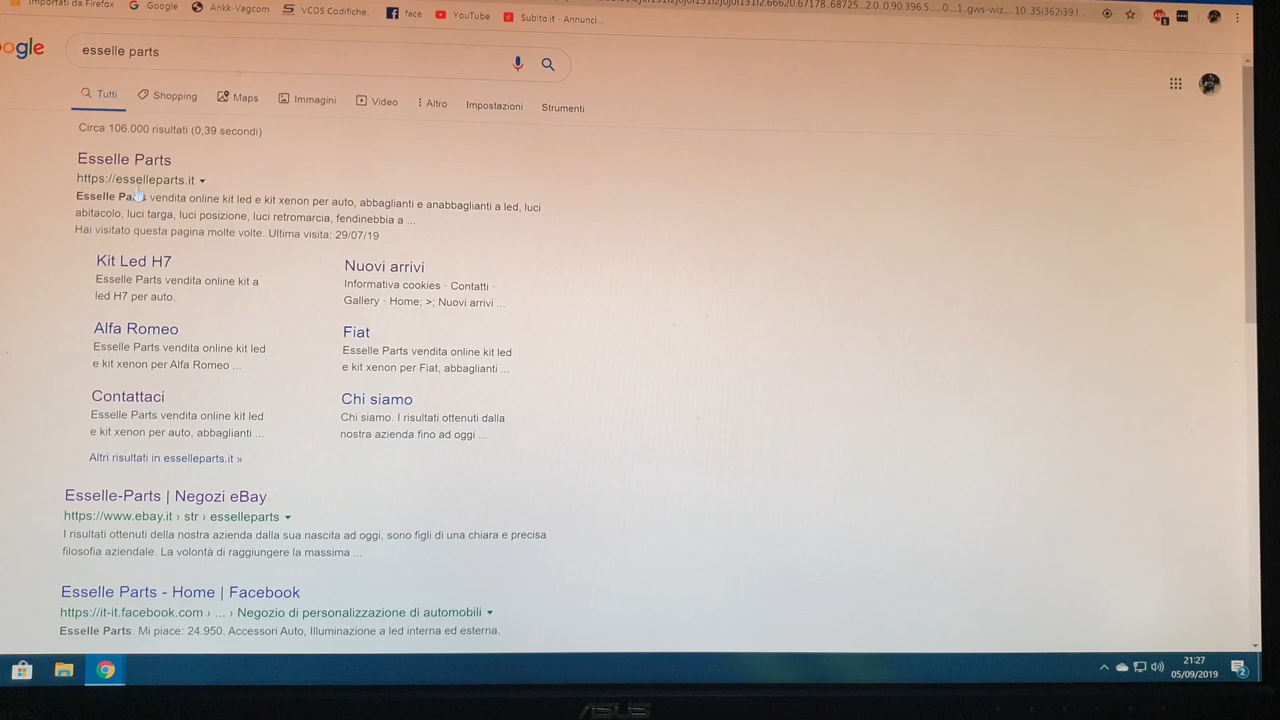 Importati da Firefox Google Ankk-Vagcom VCDS Codifiche. face YouTube Subito.it - Annunci...
ogle esselle parts
Tutti Shopping Maps Immagini Video Altro Impostazioni Strumenti
Circa 106.000 risultati (0,39 secondi)
Esselle Parts
https://esselleparts.it
Esselle Parts vendita online kit led e kit xenon per auto, abbaglianti e anabbaglianti a led, luci
abitacolo, luci targa, luci posizione, luci retromarcia, fendinebbia a ...
Hai visitato questa pagina molte volte. Ultima visita: 29/07/19
Kit Led H7
Esselle Parts vendita online kit a
led H7 per auto.
Nuovi arrivi
Informativa cookies · Contatti ·
Gallery · Home; >; Nuovi arrivi ...
Alfa Romeo
Esselle Parts vendita online kit led
e kit xenon per Alfa Romeo ...
Fiat
Esselle Parts vendita online kit led
e kit xenon per Fiat, abbaglianti ...
Contattaci
Esselle Parts vendita online kit led
e kit xenon per auto, abbaglianti ...
Chi siamo
Chi siamo. I risultati ottenuti dalla
nostra azienda fino ad oggi ...
Altri risultati in esselleparts.it »
Esselle-Parts | Negozi eBay
https://www.ebay.it › str › esselleparts
I risultati ottenuti della nostra azienda dalla sua nascita ad oggi, sono figli di una chiara e precisa
filosofia aziendale. La volontà di raggiungere la massima ...
Esselle Parts - Home | Facebook
https://it-it.facebook.com › ... › Negozio di personalizzazione di automobili
Esselle Parts. Mi piace: 24.950. Accessori Auto, Illuminazione a led interna ed esterna.
21:27
05/09/2019
2
ASUS